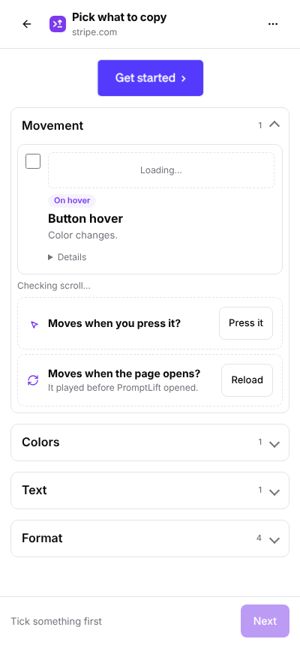 Pick what to copy
stripe.com
Get started ›
Movement 1
Loading...
On hover
Button hover
Color changes.
Details
Checking scroll...
Moves when you press it?
Press it
Moves when the page opens?
It played before PromptLift opened.
Reload
Colors 1
Text 1
Format 4
Tick something first
Next